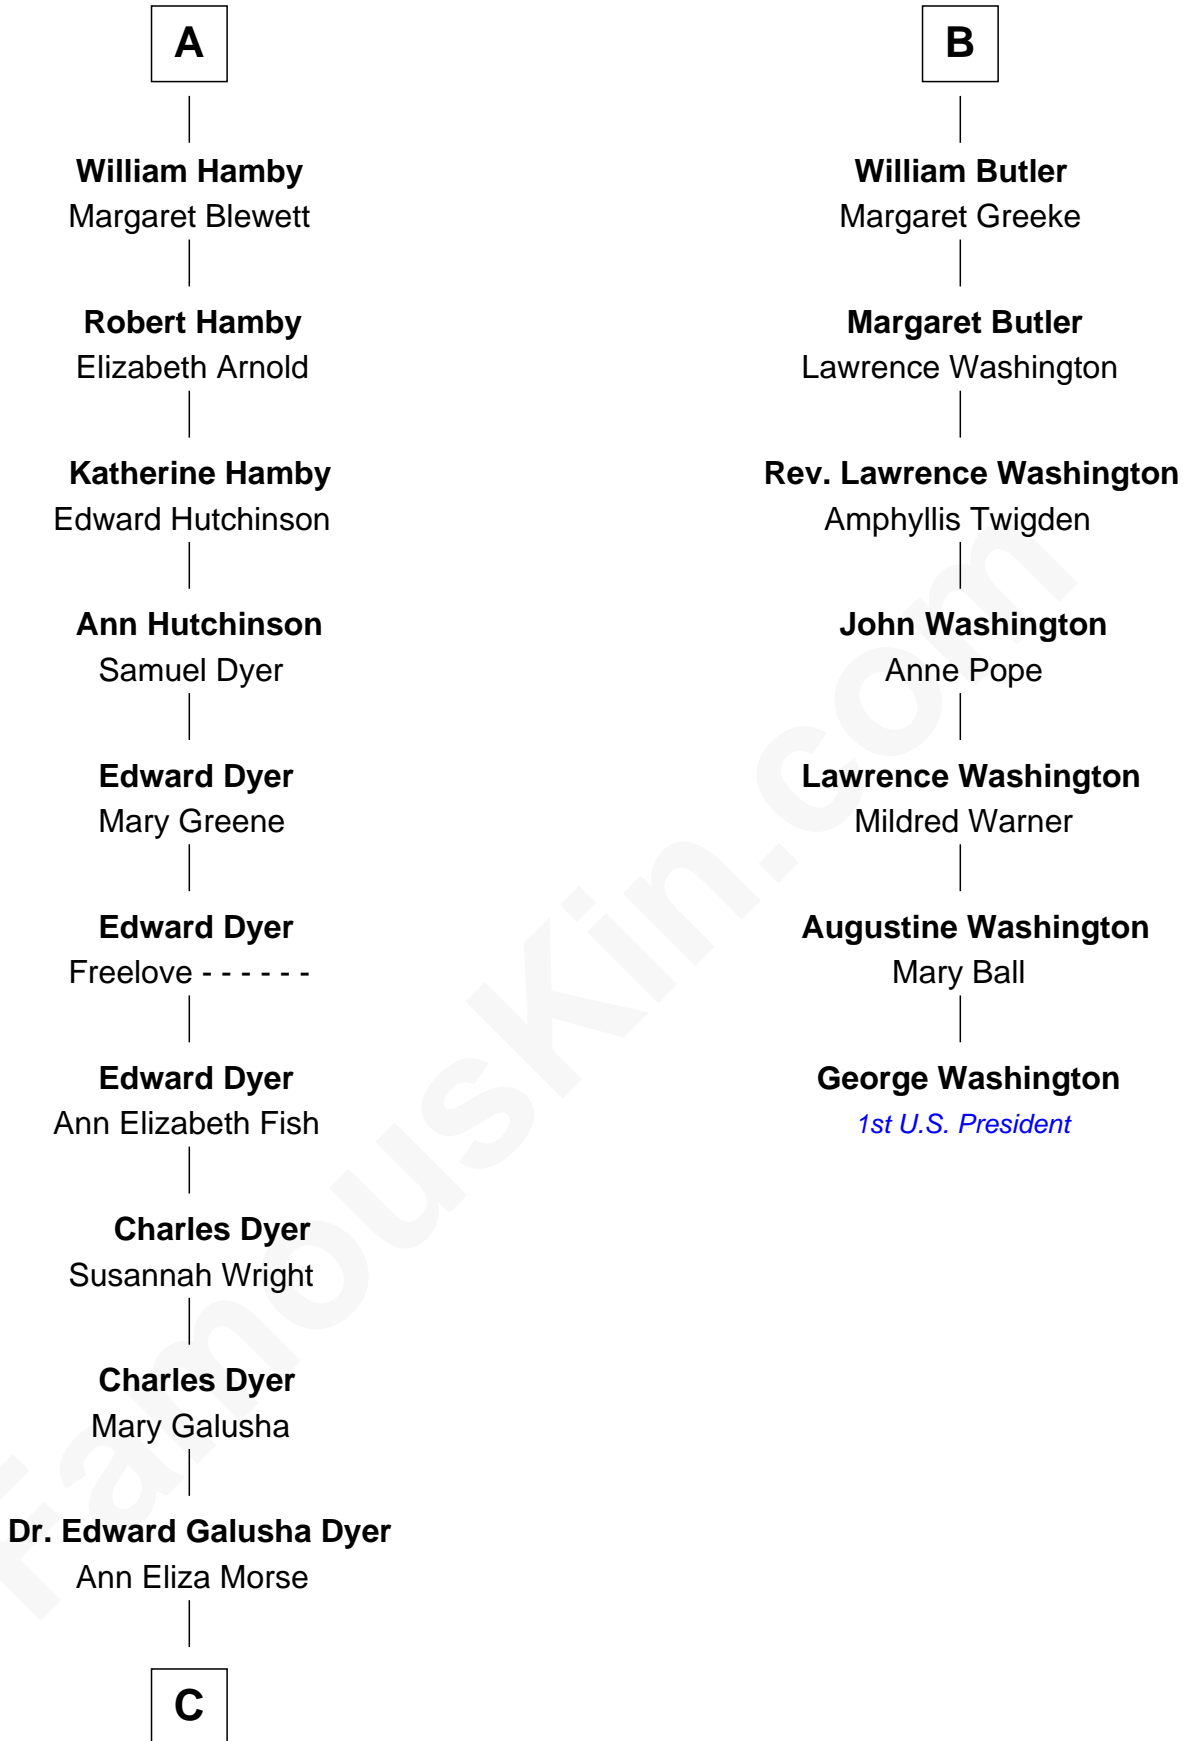 A
William Hamby
Margaret Blewett
Robert Hamby
Elizabeth Arnold
Katherine Hamby
Edward Hutchinson
Ann Hutchinson
Samuel Dyer
Edward Dyer
Mary Greene
Edward Dyer
Freelove - - - - - -
Edward Dyer
Ann Elizabeth Fish
Charles Dyer
Susannah Wright
Charles Dyer
Mary Galusha
Dr. Edward Galusha Dyer
Ann Eliza Morse
C
B
William Butler
Margaret Greeke
Margaret Butler
Lawrence Washington
Rev. Lawrence Washington
Amphyllis Twigden
John Washington
Anne Pope
Lawrence Washington
Mildred Warner
Augustine Washington
Mary Ball
George Washington
1st U.S. President
FamousKin.com